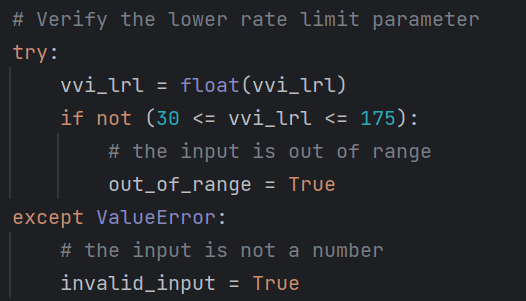 # Verify the lower rate limit parameter
try:
    vvi_lrl = float(vvi_lrl)
    if not (30 <= vvi_lrl <= 175):
        # the input is out of range
        out_of_range = True
except ValueError:
    # the input is not a number
    invalid_input = True